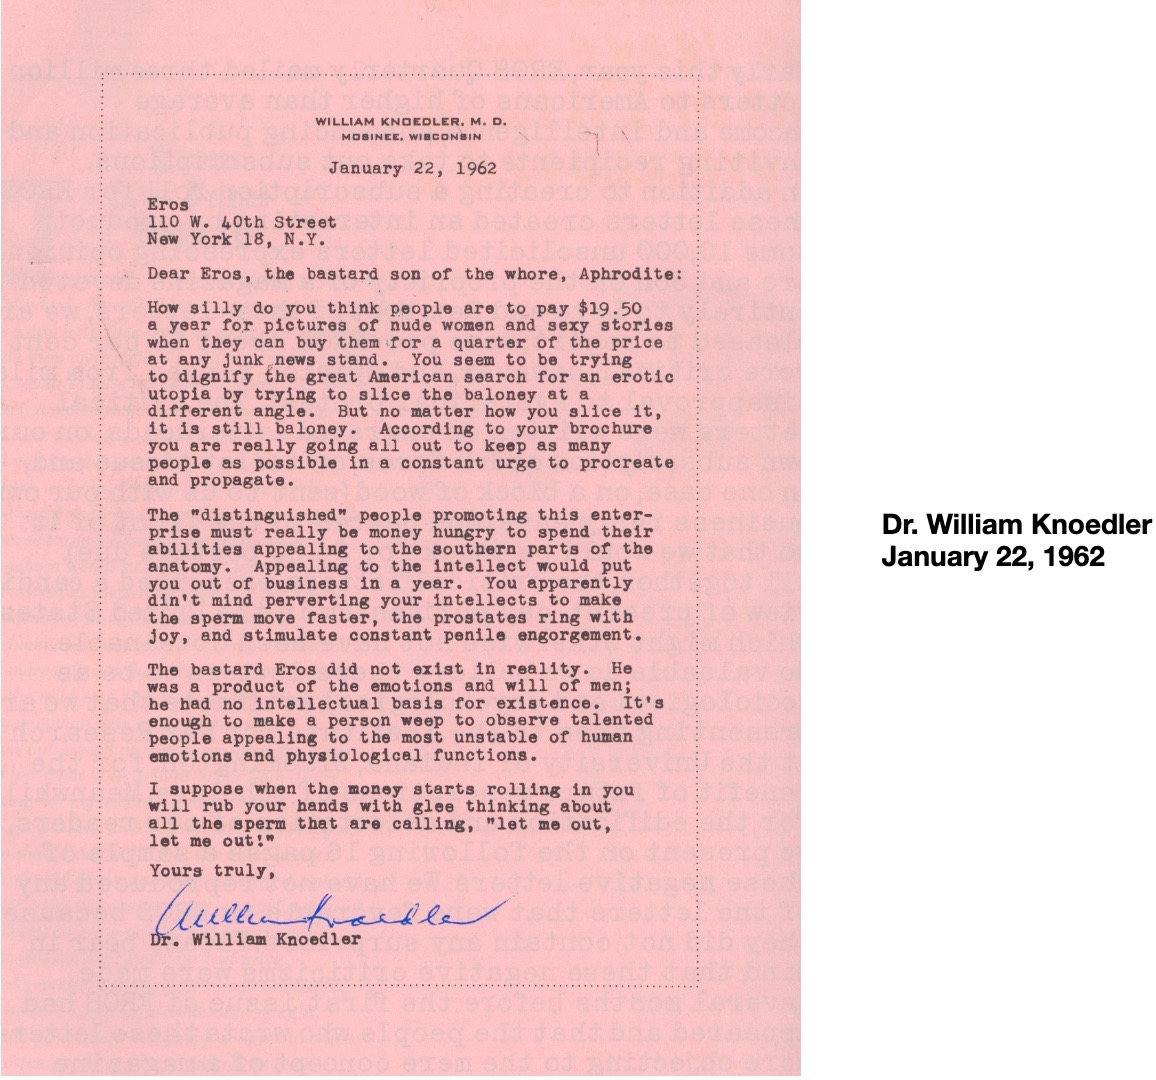 WILLIAM KNOEDLER, M. D.
MOSINEE, WISCONSIN
January 22, 1962
Eros
110 W. 40th Street
New York 18, N.Y.
Dear Eros, the bastard son of the whore, Aphrodite:
How silly do you think people are to pay $19.50
a year for pictures of nude women and sexy stories
when they can buy them for a quarter of the price
at any junk news stand. You seem to be trying
to dignify the great American search for an erotic
utopia by trying to slice the baloney at a
different angle. But no matter how you slice it,
it is still baloney. According to your brochure
you are really going all out to keep as many
people as possible in a constant urge to procreate
and propagate.
The "distinguished" people promoting this enter-
prise must really be money hungry to spend their
abilities appealing to the southern parts of the
anatomy. Appealing to the intellect would put
you out of business in a year. You apparently
din't mind perverting your intellects to make
the sperm move faster, the prostates ring with
joy, and stimulate constant penile engorgement.
The bastard Eros did not exist in reality. He
was a product of the emotions and will of men;
he had no intellectual basis for existence. It's
enough to make a person weep to observe talented
people appealing to the most unstable of human
emotions and physiological functions.
I suppose when the money starts rolling in you
will rub your hands with glee thinking about
all the sperm that are calling, "let me out,
let me out!"
Yours truly,
William Knoedler
Dr. William Knoedler
Dr. William Knoedler
January 22, 1962